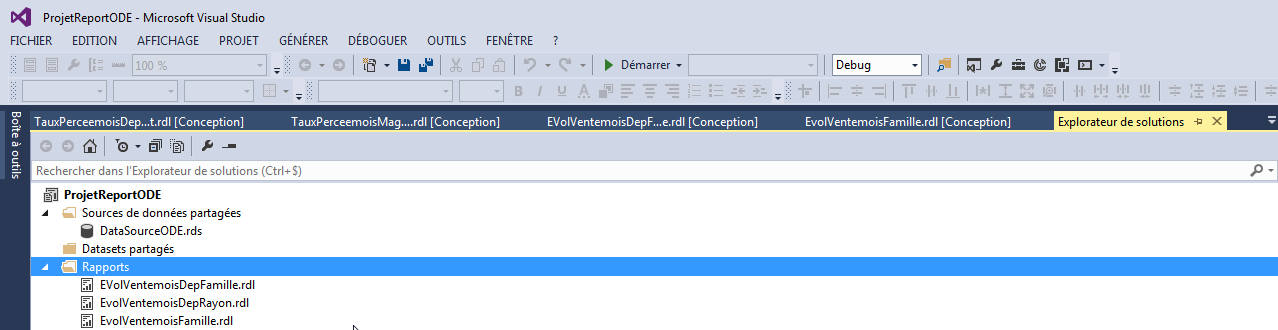 ProjetReportODE - Microsoft Visual Studio
FICHIER EDITION AFFICHAGE PROJET GÉNÉRER DÉBOGUER OUTILS FENÊTRE ?
100 % Démarrer Debug
B I U A
TauxPerceemoisDep...t.rdl [Conception] TauxPerceemoisMag....rdl [Conception] EVolVentemoisDepF...e.rdl [Conception] EvolVentemoisFamille.rdl [Conception] Explorateur de solutions
Boîte à outils
Rechercher dans l'Explorateur de solutions (Ctrl+$)
ProjetReportODE
Sources de données partagées
DataSourceODE.rds
Datasets partagés
Rapports
EVolVentemoisDepFamille.rdl
EvolVentemoisDepRayon.rdl
EvolVentemoisFamille.rdl